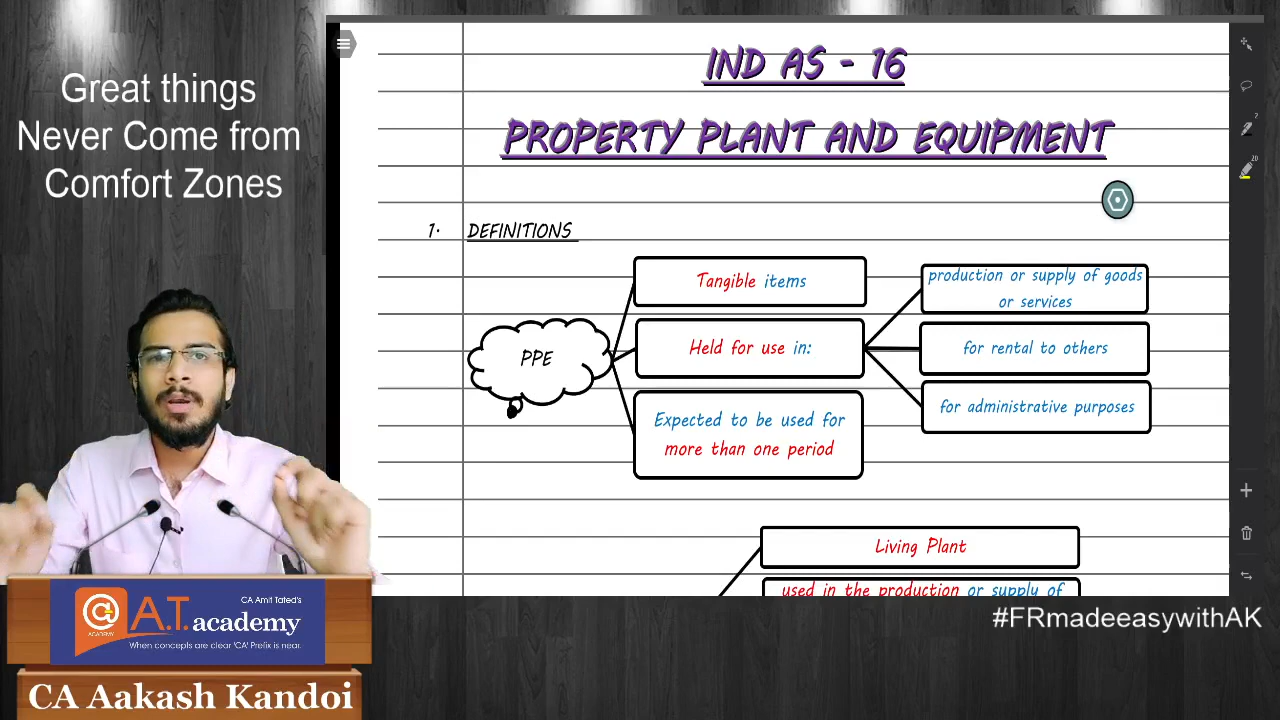 Great things
Never Come from
Comfort Zones
IND AS - 16
PROPERTY PLANT AND EQUIPMENT
1. DEFINITIONS
PPE
Tangible items
Held for use in:
Expected to be used for
more than one period
production or supply of goods
or services
for rental to others
for administrative purposes
Living Plant
used in the production or supply of
2
20
@
ACADEMY
CA Amit Tated's
A.T. academy
When concepts are clear 'CA' Prefix is near.
CA Aakash Kandoi
#FRmadeeasywithAK